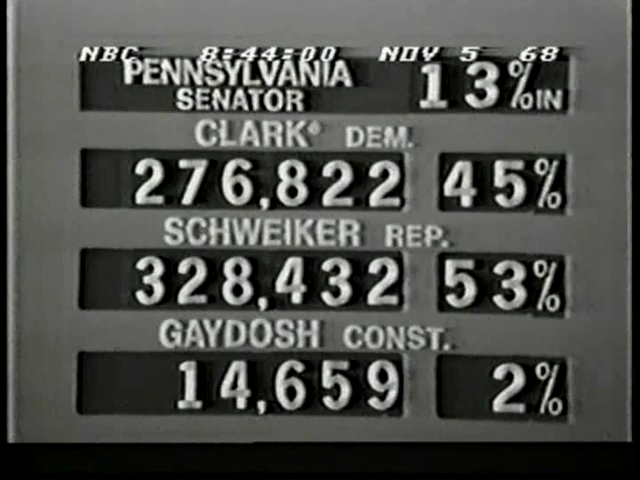 NBC 8:44:00 NOV 5 68
PENNSYLVANIA 13% IN
SENATOR
CLARK* DEM.
276,822 45%
SCHWEIKER REP.
328,432 53%
GAYDOSH CONST.
14,659 2%